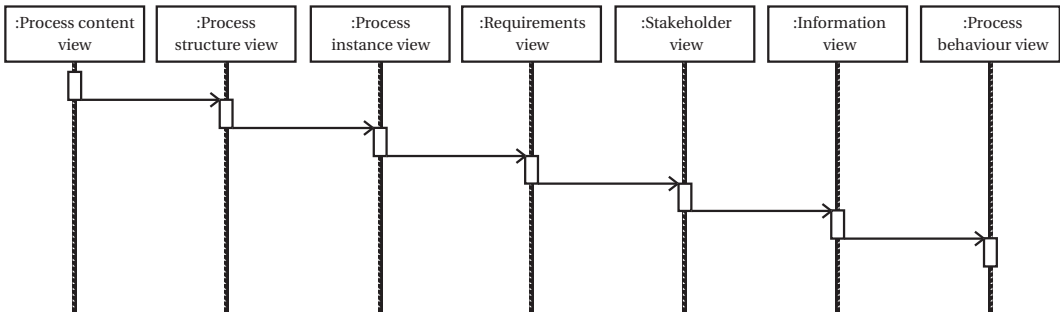 :Process content
view
:Process
structure view
:Process
instance view
:Requirements
view
:Stakeholder
view
:Information
view
:Process
behaviour view